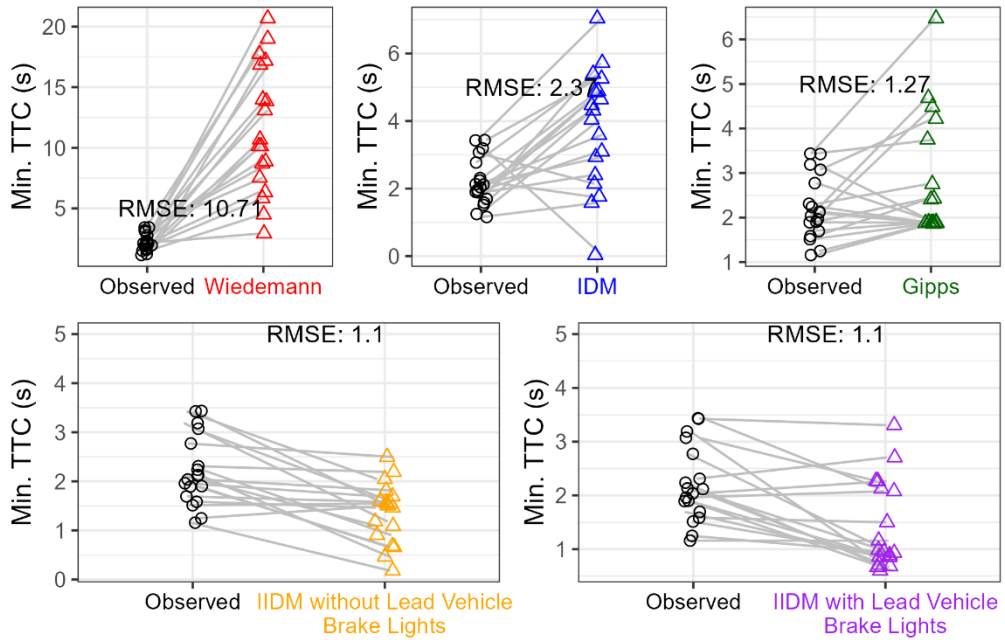 Min. TTC (s)
20
15
10
5
RMSE: 10.71
Observed
Wiedemann
Min. TTC (s)
6
4
2
0
RMSE: 2.37
Observed
IDM
Min. TTC (s)
6
5
4
3
2
1
RMSE: 1.27
Observed
Gipps
Min. TTC (s)
5
4
3
2
1
0
RMSE: 1.1
Observed
IIDM without Lead Vehicle
Brake Lights
Min. TTC (s)
5
4
3
2
1
RMSE: 1.1
Observed
IIDM with Lead Vehicle
Brake Lights